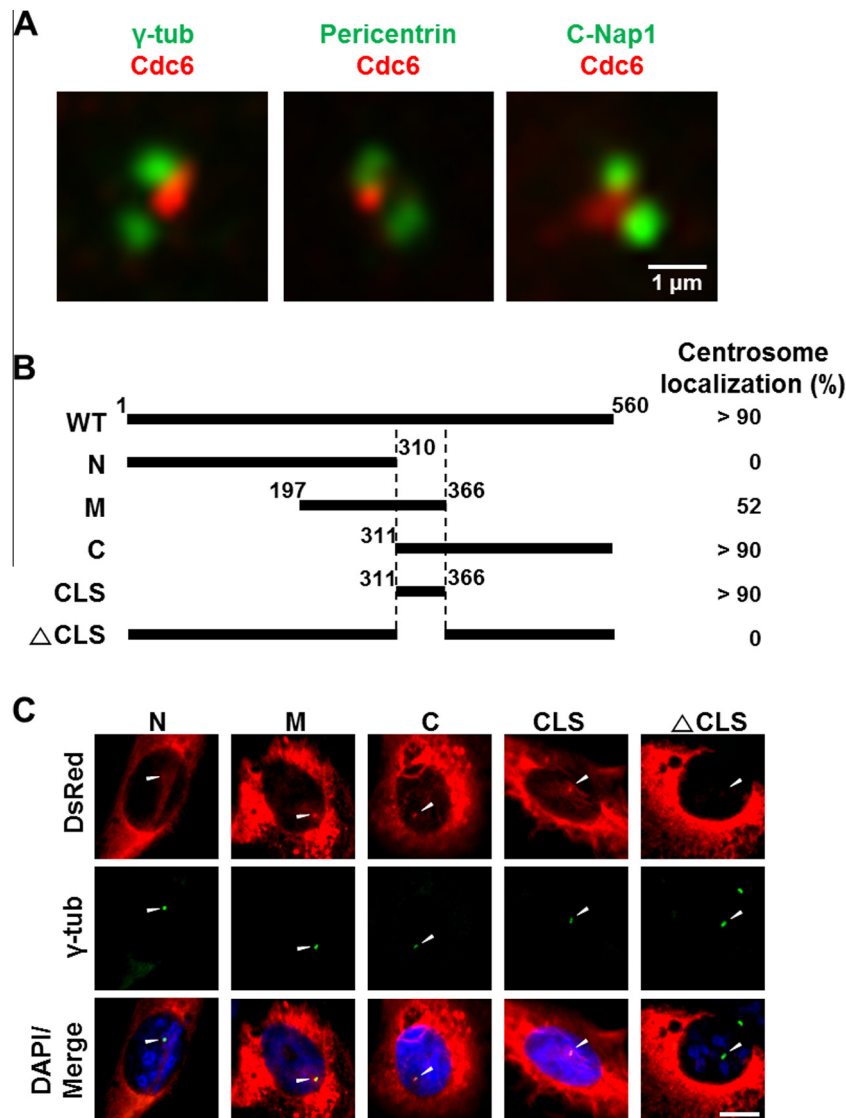 A
γ-tub Pericentrin C-Nap1
Cdc6 Cdc6 Cdc6
1 µm
B
Centrosome
localization (%)
WT 1 560 > 90
N 310 0
M 197 366 52
C 311 > 90
CLS 311 366 > 90
△CLS 0
C
N M C CLS △CLS
DsRed
γ-tub
DAPI/
Merge